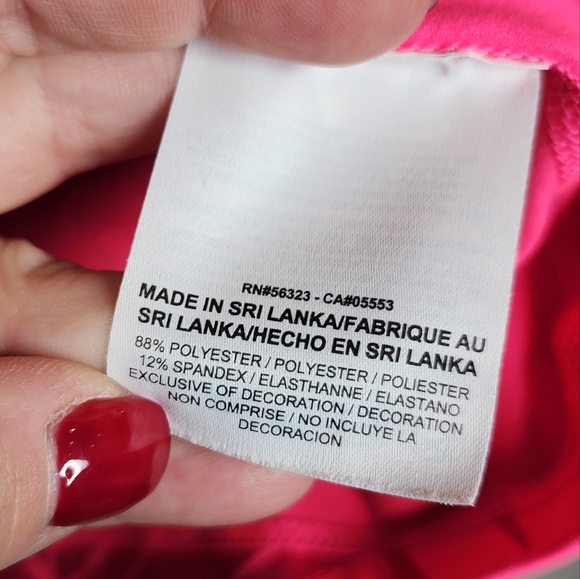 RN#56323 - CA#05553
MADE IN SRI LANKA/FABRIQUE AU
SRI LANKA/HECHO EN SRI LANKA
88% POLYESTER / POLYESTER / POLIESTER
12% SPANDEX / ELASTHANNE / ELASTANO
EXCLUSIVE OF DECORATION / DECORATION
NON COMPRISE / NO INCLUYE LA
DECORACION